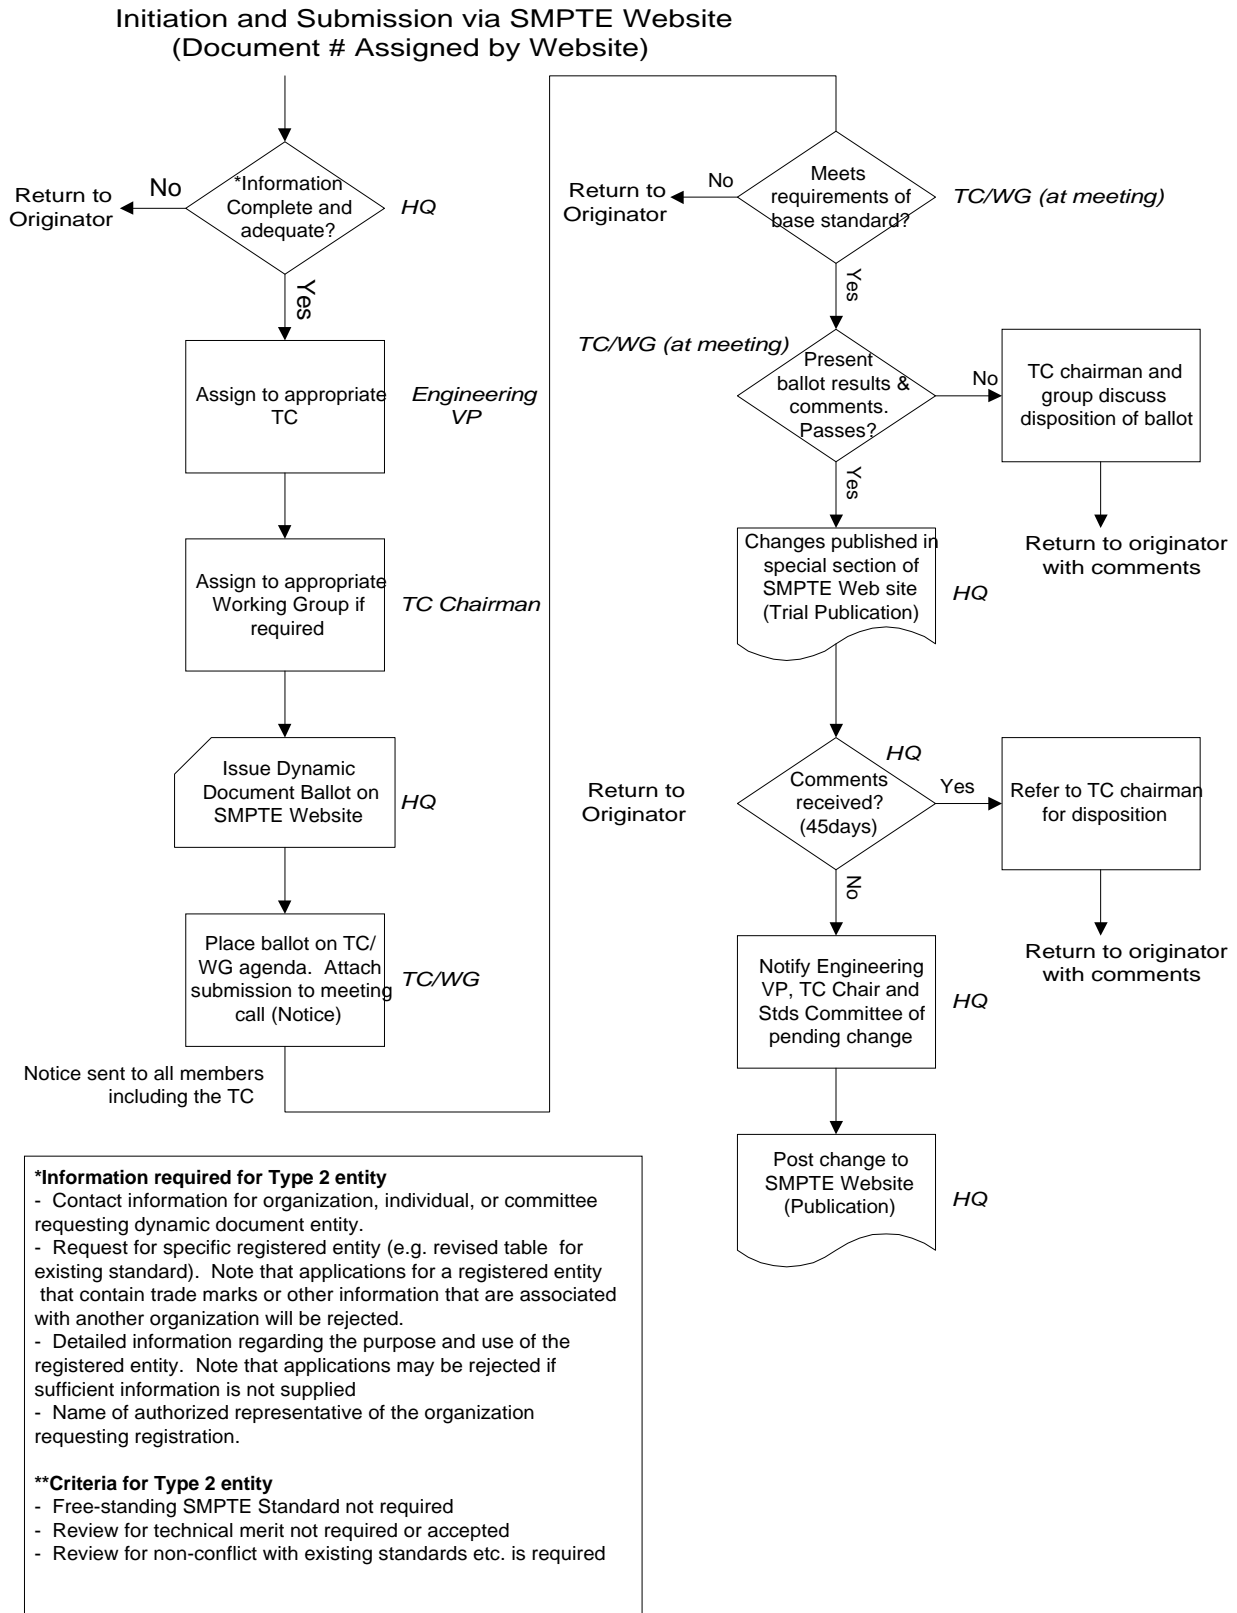 Initiation and Submission via SMPTE Website
(Document # Assigned by Website)
*Information
Complete and
adequate?
No
Return to
Originator
HQ
Yes
Assign to appropriate
TC
Engineering
VP
Assign to appropriate
Working Group if
required
TC Chairman
Issue Dynamic
Document Ballot on
SMPTE Website
HQ
Place ballot on TC/
WG agenda.  Attach
submission to meeting
call (Notice)
TC/WG
Notice sent to all members
including the TC
Meets
requirements of
base standard?
No
Return to
Originator
TC/WG (at meeting)
Yes
TC/WG (at meeting)
Present
ballot results &
comments.
Passes?
No
TC chairman and
group discuss
disposition of ballot
Return to originator
with comments
Yes
Changes published in
special section of
SMPTE Web site
(Trial Publication)
HQ
Return to
Originator
HQ
Comments
received?
(45days)
Yes
Refer to TC chairman
for disposition
Return to originator
with comments
No
Notify Engineering
VP, TC Chair and
Stds Committee of
pending change
HQ
Post change to
SMPTE Website
(Publication)
HQ
*Information required for Type 2 entity
-  Contact information for organization, individual, or committee
requesting dynamic document entity.
-  Request for specific registered entity (e.g. revised table  for
existing standard).  Note that applications for a registered entity
that contain trade marks or other information that are associated
with another organization will be rejected.
-  Detailed information regarding the purpose and use of the
registered entity.  Note that applications may be rejected if
sufficient information is not supplied
-  Name of authorized representative of the organization
requesting registration.
**Criteria for Type 2 entity
-  Free-standing SMPTE Standard not required
-  Review for technical merit not required or accepted
-  Review for non-conflict with existing standards etc. is required